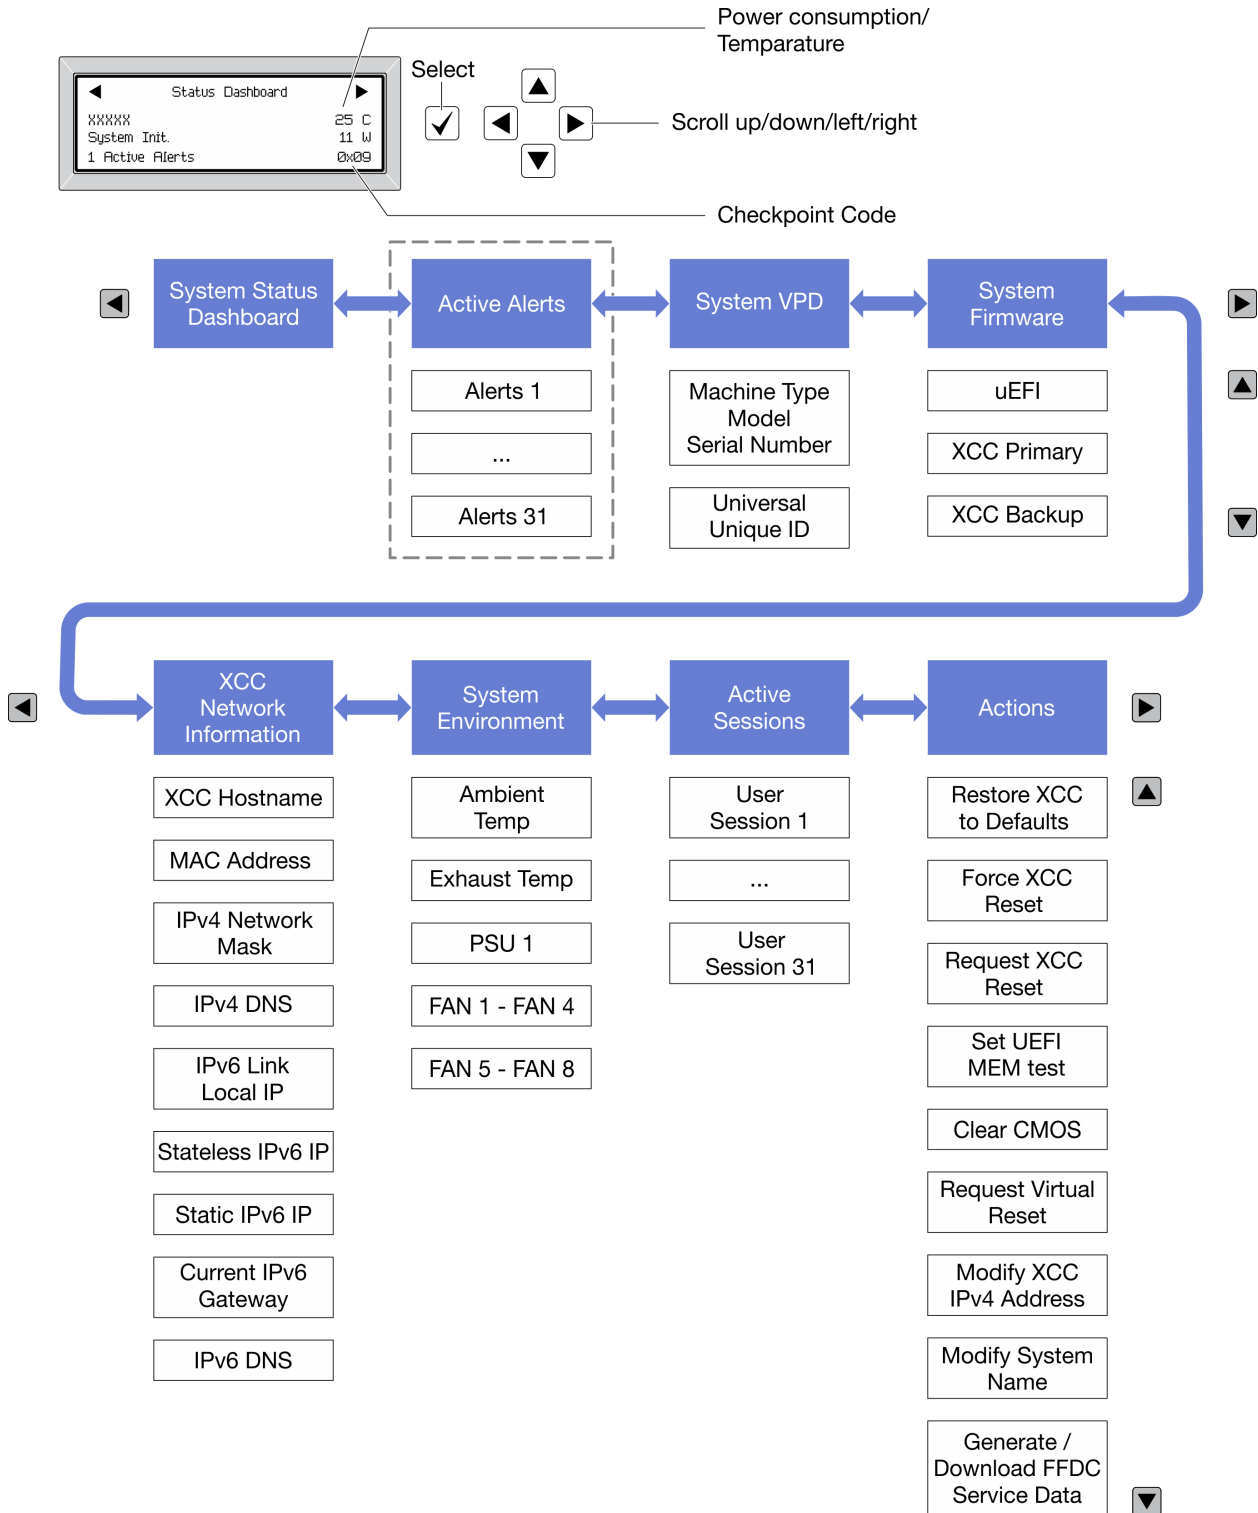 Power consumption/
Temparature
Select
Status Dashboard
XXXXX 25 C
System Init. 11 W
1 Active Alerts 0x09
Scroll up/down/left/right
Checkpoint Code
System Status
Dashboard
Active Alerts
System VPD
System
Firmware
Alerts 1
...
Alerts 31
Machine Type
Model
Serial Number
Universal
Unique ID
uEFI
XCC Primary
XCC Backup
XCC
Network
Information
System
Environment
Active
Sessions
Actions
XCC Hostname
MAC Address
IPv4 Network
Mask
IPv4 DNS
IPv6 Link
Local IP
Stateless IPv6 IP
Static IPv6 IP
Current IPv6
Gateway
IPv6 DNS
Ambient
Temp
Exhaust Temp
PSU 1
FAN 1 - FAN 4
FAN 5 - FAN 8
User
Session 1
...
User
Session 31
Restore XCC
to Defaults
Force XCC
Reset
Request XCC
Reset
Set UEFI
MEM test
Clear CMOS
Request Virtual
Reset
Modify XCC
IPv4 Address
Modify System
Name
Generate /
Download FFDC
Service Data